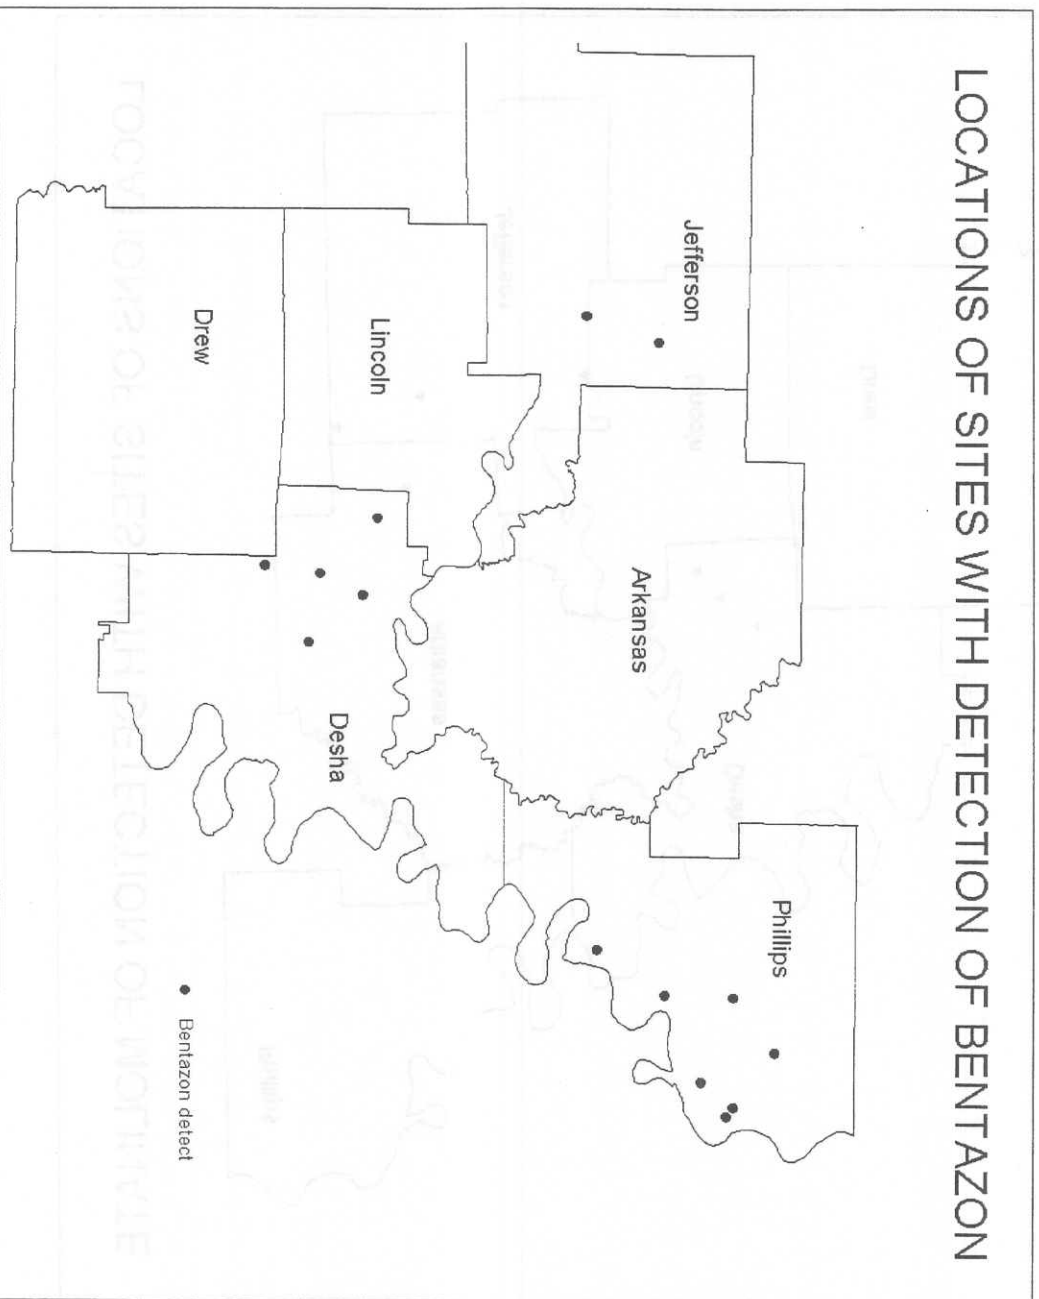 LOCATIONS OF SITES WITH DETECTION OF BENTAZON
Jefferson
Phillips
Arkansas
Lincoln
Desha
Drew
Bentazon detect